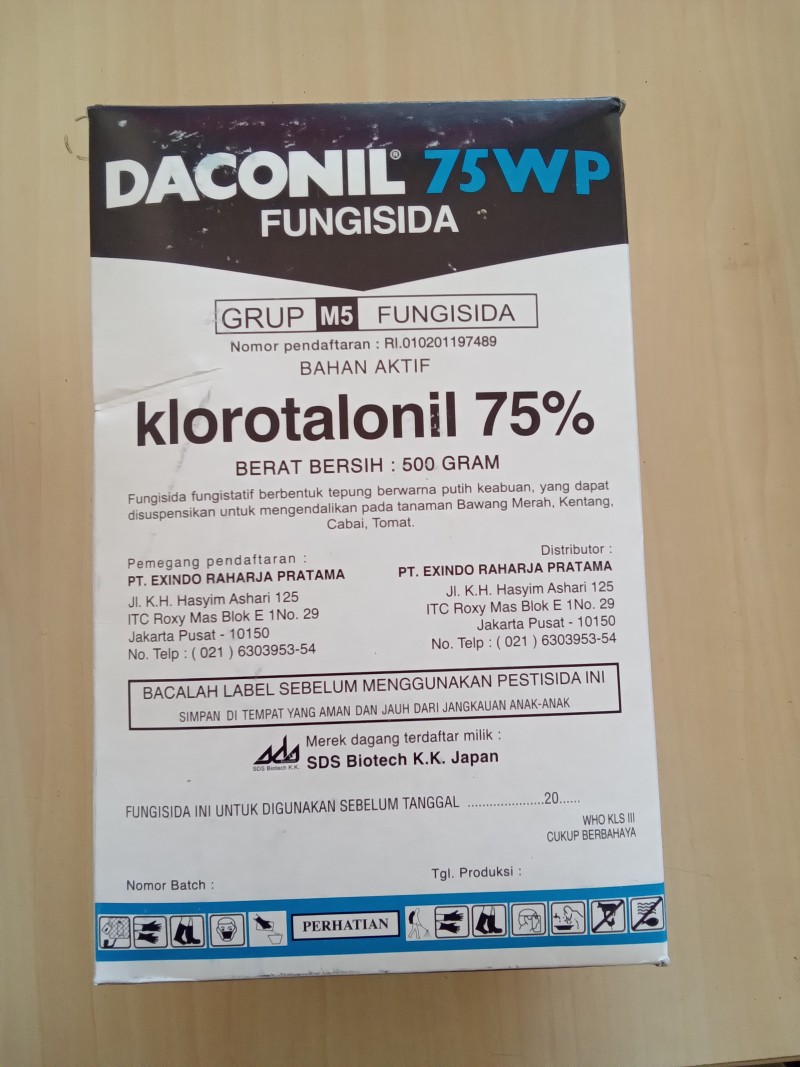 DACONIL® 75WP
FUNGISIDA
GRUP M5 FUNGISIDA
Nomor pendaftaran : RI.010201197489
BAHAN AKTIF
klorotalonil 75%
BERAT BERSIH : 500 GRAM
Fungisida fungistatif berbentuk tepung berwarna putih keabuan, yang dapat
disuspensikan untuk mengendalikan pada tanaman Bawang Merah, Kentang,
Cabai, Tomat.
Pemegang pendaftaran :
PT. EXINDO RAHARJA PRATAMA
Jl. K.H. Hasyim Ashari 125
ITC Roxy Mas Blok E 1No. 29
Jakarta Pusat - 10150
No. Telp : ( 021 ) 6303953-54
Distributor :
PT. EXINDO RAHARJA PRATAMA
Jl. K.H. Hasyim Ashari 125
ITC Roxy Mas Blok E 1No. 29
Jakarta Pusat - 10150
No. Telp : ( 021 ) 6303953-54
BACALAH LABEL SEBELUM MENGGUNAKAN PESTISIDA INI
SIMPAN DI TEMPAT YANG AMAN DAN JAUH DARI JANGKAUAN ANAK-ANAK
Merek dagang terdaftar milik :
sds
SDS Biotech K.K.
SDS Biotech K.K. Japan
FUNGISIDA INI UNTUK DIGUNAKAN SEBELUM TANGGAL .....................20......
WHO KLS III
CUKUP BERBAHAYA
Tgl. Produksi :
Nomor Batch :
PERHATIAN